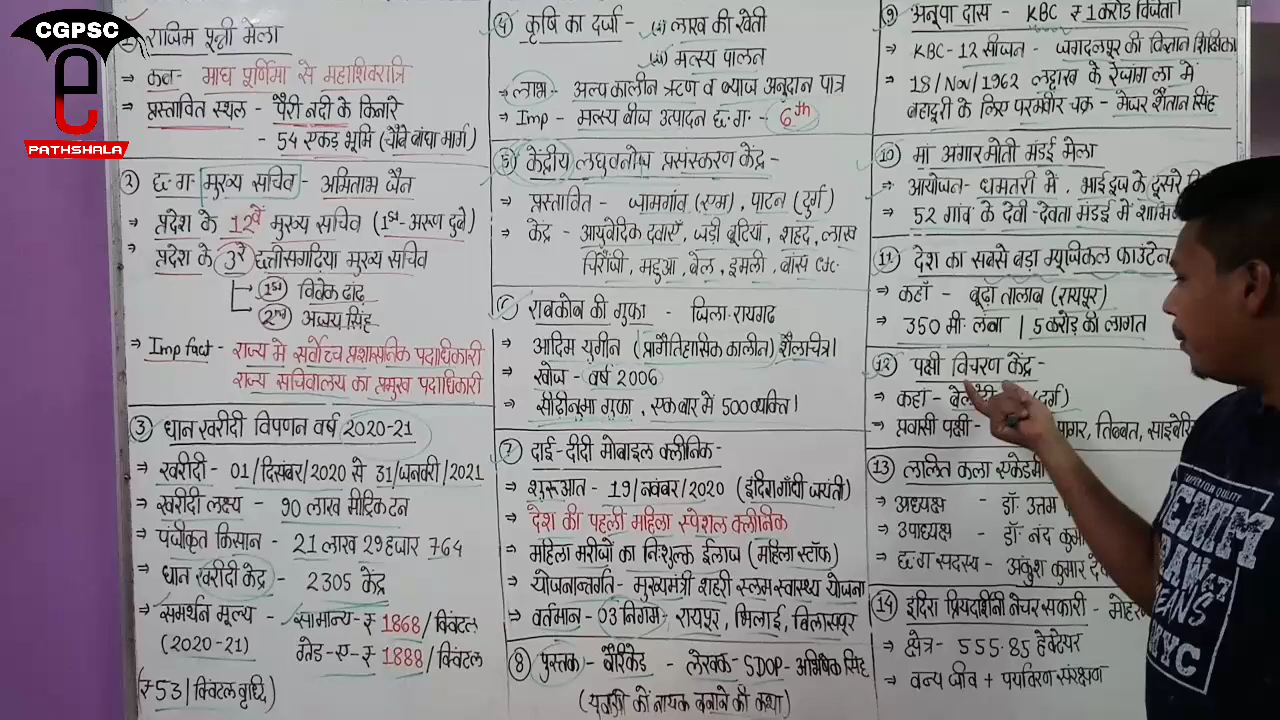 CGPSC
e
PATHSHALA
राजिम पुन्नी मेला
→ कब - माघ पूर्णिमा से महाशिवरात्रि
→ प्रस्तावित स्थल - पैरी नदी के किनारे
- 54 एकड़ भूमि (चौबे बांधा मार्ग)
② छ.ग. मुख्य सचिव - अमिताभ जैन
→ प्रदेश के 12वें मुख्य सचिव (1st - अरूण दुबे)
→ प्रदेश के 3रे छत्तीसगढ़िया मुख्य सचिव
→ 1st विवेक ढांढ
→ 2nd अजय सिंह
→ Imp fact - राज्य में सर्वोच्च प्रशासनिक पदाधिकारी
राज्य सचिवालय का प्रमुख पदाधिकारी
③ धान खरीदी विपणन वर्ष 2020-21
→ खरीदी - 01/दिसंबर/2020 से 31/जनवरी/2021
→ खरीदी लक्ष्य - 90 लाख मीट्रिक टन
→ पंजीकृत किसान - 21 लाख 29 हजार 764
→ धान खरीदी केंद्र - 2305 केंद्र
→ समर्थन मूल्य - सामान्य - ₹ 1868/क्विंटल
(2020-21) ग्रेड-ए - ₹ 1888/क्विंटल
(₹ 53/क्विंटल वृद्धि)
④ कृषि का दर्जा - (i) लाख की खेती
(ii) मत्स्य पालन
→ लाभ - अल्पकालीन ऋण व ब्याज अनुदान पात्र
→ Imp - मत्स्य बीज उत्पादन छ.ग. - 6th
⑤ केंद्रीय लघुवनोपज प्रसंस्करण केंद्र -
→ प्रस्तावित - जामगांव (एम), पाटन (दुर्ग)
→ केंद्र - आयुर्वेदिक दवाएँ, जड़ी बूटियां, शहद, लाख
चिरौंजी, महुआ, बेल, इमली, बांस etc.
⑥ राबकोब की गुफा - जिला रायगढ़
→ आदिम युगीन (प्रागैतिहासिक कालीन) शैलचित्र।
→ खोज - वर्ष 2006
→ सीढ़ीनुमा गुफा, एक बार में 500 व्यक्ति।
⑦ दाई-दीदी मोबाइल क्लीनिक -
→ शुरूआत - 19/नवंबर/2020 (इंदिरा गाँधी जयंती)
→ देश की पहली महिला स्पेशल क्लीनिक
→ महिला मरीजों का निःशुल्क ईलाज (महिला स्टॉफ)
→ योजनान्तर्गत - मुख्यमंत्री शहरी स्लम स्वास्थ्य योजना
→ वर्तमान - 03 निगम - रायपुर, भिलाई, बिलासपुर
⑧ पुस्तक - बैरिकेड - लेखक - SDOP - अभिषेक सिंह
को नायक बनाने की कथा)
⑨ अनूपा दास - KBC ₹ 1 करोड़ विजेता।
→ KBC-12 सीजन - जगदलपुर की विज्ञान शिक्षिका
→ 18/Nov/1962 लद्दाख के रेजांगला में
बहादुरी के लिए परमवीर चक्र - मेजर शैतान सिंह
⑩ मां अंगारमोती मंडई मेला
→ आयोजन - धमतरी में, भाईदूज के दूसरे
→ 52 गांव के देवी-देवता मंडई में
⑪ देश का सबसे बड़ा म्यूजिकल फाउंटेन
→ कहाँ - बूढ़ा तालाब (रायपुर)
→ 350 मी. लंबा | 5 करोड़ की लागत
⑫ पक्षी विचरण केंद्र -
→ कहाँ - (दुर्ग)
→ प्रवासी पक्षी - तिब्बत,
⑬ ललित कला एकेडमी
→ अध्यक्ष - डॉ. उत्तम
→ उपाध्यक्ष - डॉ. नंद
→ छ.ग सदस्य - अंकुश कुमार
⑭ इंदिरा प्रियदर्शिनी नेचर सफारी -
→ क्षेत्र - 555.85 हेक्टेयर
→ वन्य जीव + पर्यावरण संरक्षण
SUPERIOR QUALITY
DENIM
JEANS
NYC